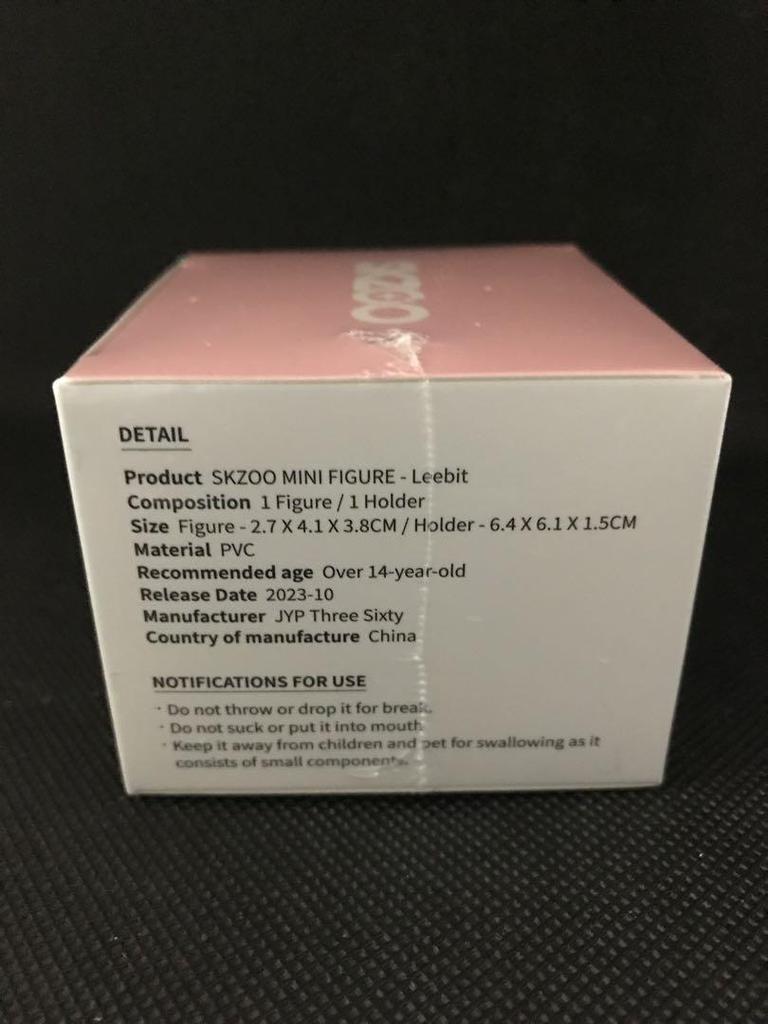 SKZOO
DETAIL
Product SKZOO MINI FIGURE - Leebit
Composition 1 Figure / 1 Holder
Size Figure - 2.7 X 4.1 X 3.8CM / Holder - 6.4 X 6.1 X 1.5CM
Material PVC
Recommended age Over 14-year-old
Release Date 2023-10
Manufacturer JYP Three Sixty
Country of manufacture China
NOTIFICATIONS FOR USE
· Do not throw or drop it for break.
· Do not suck or put it into mouth
· Keep it away from children and pet for swallowing as it
consists of small components.